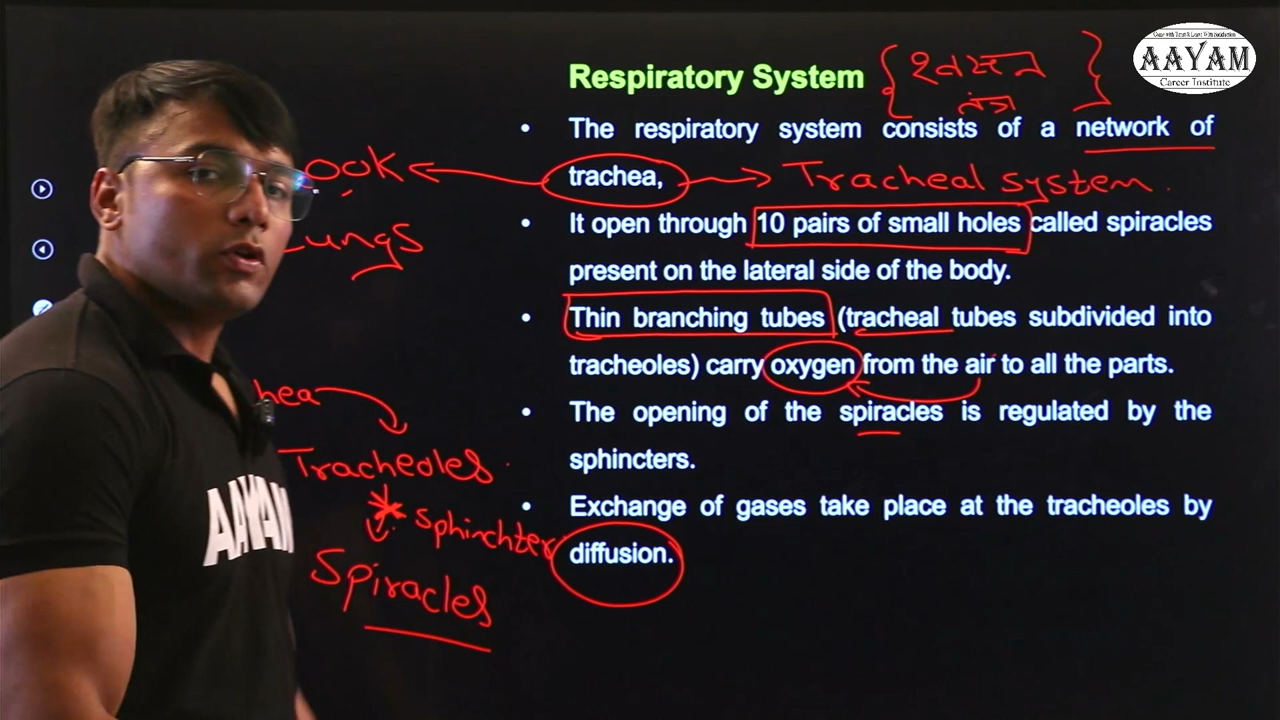 AAYAM
Career Institute
Respiratory System
{ श्वसन तंत्र }
• The respiratory system consists of a network of
trachea, → Tracheal system.
ook
Lungs
• It open through 10 pairs of small holes called spiracles
present on the lateral side of the body.
• Thin branching tubes (tracheal tubes subdivided into
tracheoles) carry oxygen from the air to all the parts.
• The opening of the spiracles is regulated by the
sphincters.
• Exchange of gases take place at the tracheoles by
diffusion.
hea
Tracheoles
Sphinchter
Spiracles
AAYAM